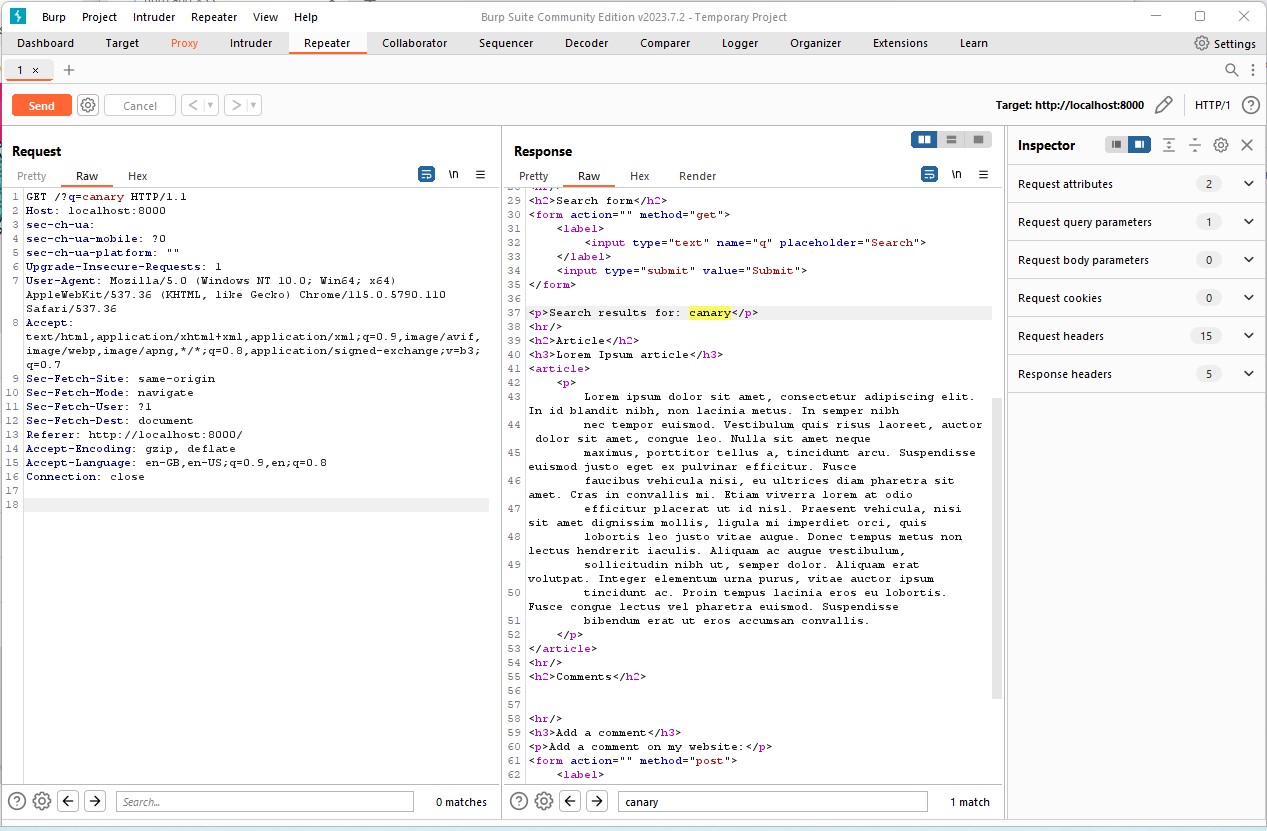 Burp Project Intruder Repeater View Help Burp Suite Community Edition v2023.7.2 - Temporary Project
Dashboard Target Proxy Intruder Repeater Collaborator Sequencer Decoder Comparer Logger Organizer Extensions Learn Settings
1 × +
Send Cancel < > Target: http://localhost:8000 HTTP/1 ?
Request
Pretty Raw Hex \n
1 GET /?q=canary HTTP/1.1
2 Host: localhost:8000
3 sec-ch-ua:
4 sec-ch-ua-mobile: ?0
5 sec-ch-ua-platform: ""
6 Upgrade-Insecure-Requests: 1
7 User-Agent: Mozilla/5.0 (Windows NT 10.0; Win64; x64)
AppleWebKit/537.36 (KHTML, like Gecko) Chrome/115.0.5790.110
Safari/537.36
8 Accept:
text/html,application/xhtml+xml,application/xml;q=0.9,image/avif,
image/webp,image/apng,*/*;q=0.8,application/signed-exchange;v=b3;
q=0.7
9 Sec-Fetch-Site: same-origin
10 Sec-Fetch-Mode: navigate
11 Sec-Fetch-User: ?1
12 Sec-Fetch-Dest: document
13 Referer: http://localhost:8000/
14 Accept-Encoding: gzip, deflate
15 Accept-Language: en-GB,en-US;q=0.9,en;q=0.8
16 Connection: close
17
18
? Search... 0 matches
Response
Pretty Raw Hex Render \n
29 <h2>Search form</h2>
30 <form action="" method="get">
31 <label>
32 <input type="text" name="q" placeholder="Search">
33 </label>
34 <input type="submit" value="Submit">
35 </form>
36
37 <p>Search results for: canary</p>
38 <hr/>
39 <h2>Article</h2>
40 <h3>Lorem Ipsum article</h3>
41 <article>
42 <p>
43 Lorem ipsum dolor sit amet, consectetur adipiscing elit.
In id blandit nibh, non lacinia metus. In semper nibh
44 nec tempor euismod. Vestibulum quis risus laoreet, auctor
dolor sit amet, congue leo. Nulla sit amet neque
45 maximus, porttitor tellus a, tincidunt arcu. Suspendisse
euismod justo eget ex pulvinar efficitur. Fusce
46 faucibus vehicula nisi, eu ultrices diam pharetra sit
amet. Cras in convallis mi. Etiam viverra lorem at odio
47 efficitur placerat ut id nisl. Praesent vehicula, nisi
sit amet dignissim mollis, ligula mi imperdiet orci, quis
48 lobortis leo justo vitae augue. Donec tempus metus non
lectus hendrerit iaculis. Aliquam ac augue vestibulum,
49 sollicitudin nibh ut, semper dolor. Aliquam erat
volutpat. Integer elementum urna purus, vitae auctor ipsum
50 tincidunt ac. Proin tempus lacinia eros eu lobortis.
Fusce congue lectus vel pharetra euismod. Suspendisse
51 bibendum erat ut eros accumsan convallis.
52 </p>
53 </article>
54 <hr/>
55 <h2>Comments</h2>
56
57
58 <hr/>
59 <h3>Add a comment</h3>
60 <p>Add a comment on my website:</p>
61 <form action="" method="post">
62 <label>
? canary 1 match
Inspector
Request attributes 2
Request query parameters 1
Request body parameters 0
Request cookies 0
Request headers 15
Response headers 5